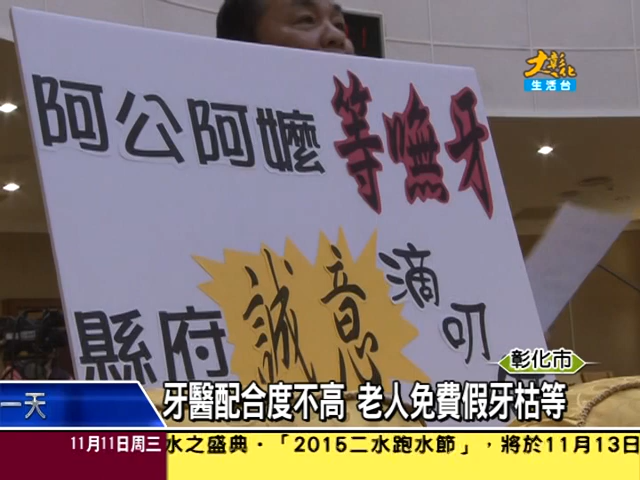 大彰化
生活台
阿公阿嬤等嘸牙
縣府誠意滴叨
彰化市
一天
牙醫配合度不高 老人免費假牙枯等
11月11日周三
水之盛典‧「2015二水跑水節」，將於11月13日